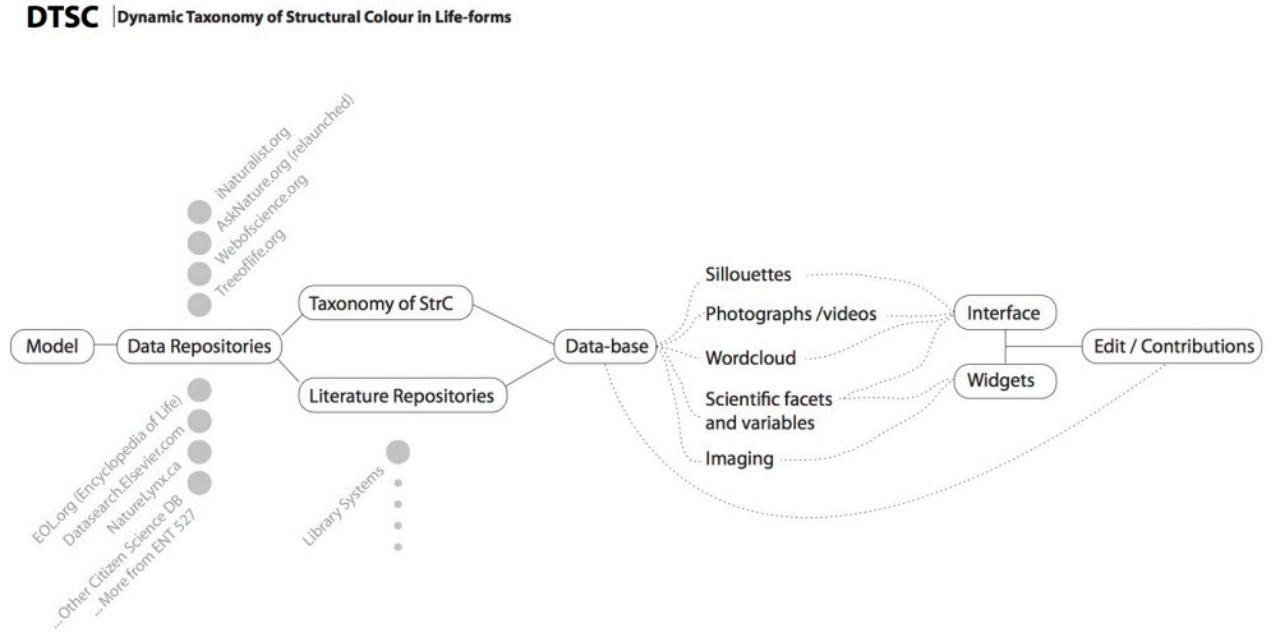 DTSC | Dynamic Taxonomy of Structural Colour in Life-forms
iNaturalist.org
AskNature.org (relaunched)
Webofscience.org
Treeoflife.org
Model
Data Repositories
Taxonomy of StrC
Literature Repositories
EOL.org (Encyclopedia of Life)
Datasearch.Elsevier.com
NatureLynx.ca
...Other Citizen Science DB
...More from ENT 527
Library Systems
Data-base
Sillouettes
Photographs /videos
Wordcloud
Scientific facets
and variables
Imaging
Interface
Widgets
Edit / Contributions